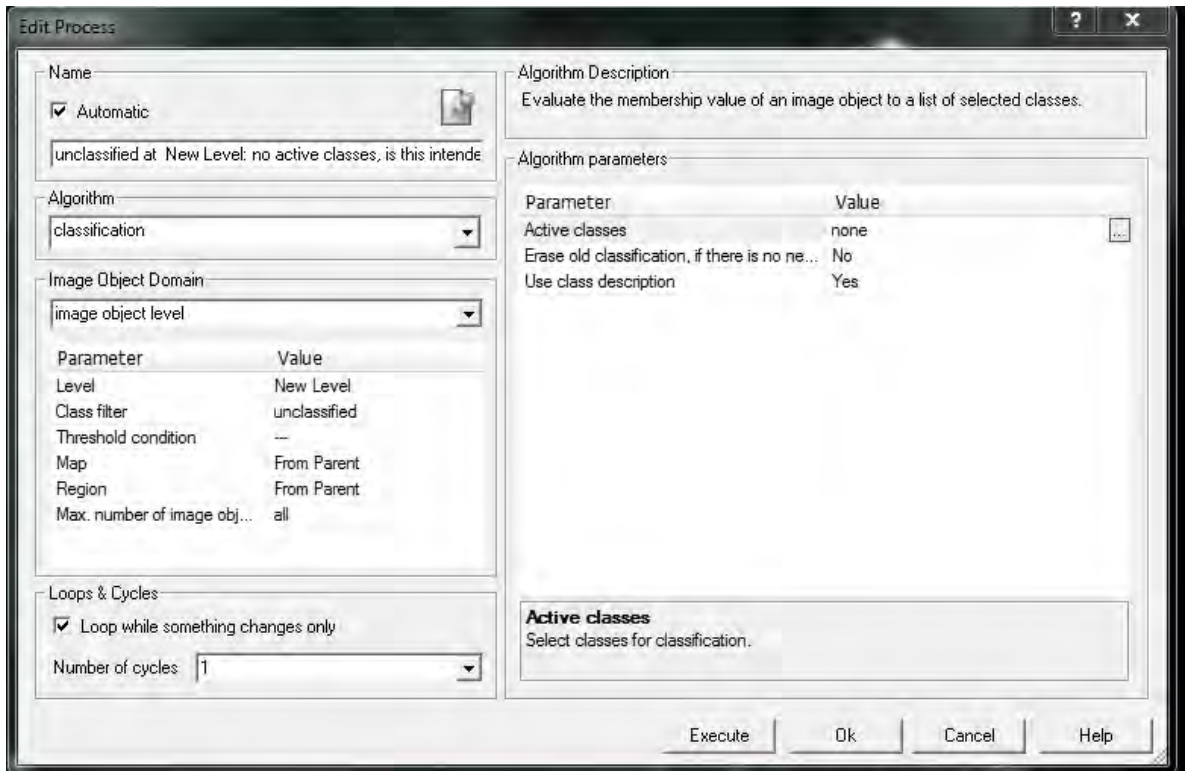 Edit Process
? x
Name
Automatic
unclassified at New Level: no active classes, is this intende
Algorithm
classification
Image Object Domain
image object level
Parameter Value
Level New Level
Class filter unclassified
Threshold condition ---
Map From Parent
Region From Parent
Max. number of image obj... all
Loops & Cycles
Loop while something changes only
Number of cycles 1
Algorithm Description
Evaluate the membership value of an image object to a list of selected classes.
Algorithm parameters
Parameter Value
Active classes none ...
Erase old classification, if there is no ne... No
Use class description Yes
Active classes
Select classes for classification.
Execute Ok Cancel Help